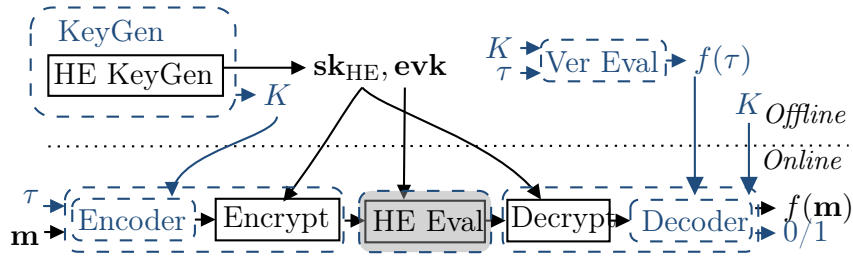 KeyGen
HE KeyGen
K
sk_HE, evk
K
τ
Ver Eval
f(τ)
K
Offline
Online
τ
m
Encoder
Encrypt
HE Eval
Decrypt
Decoder
f(m)
0/1